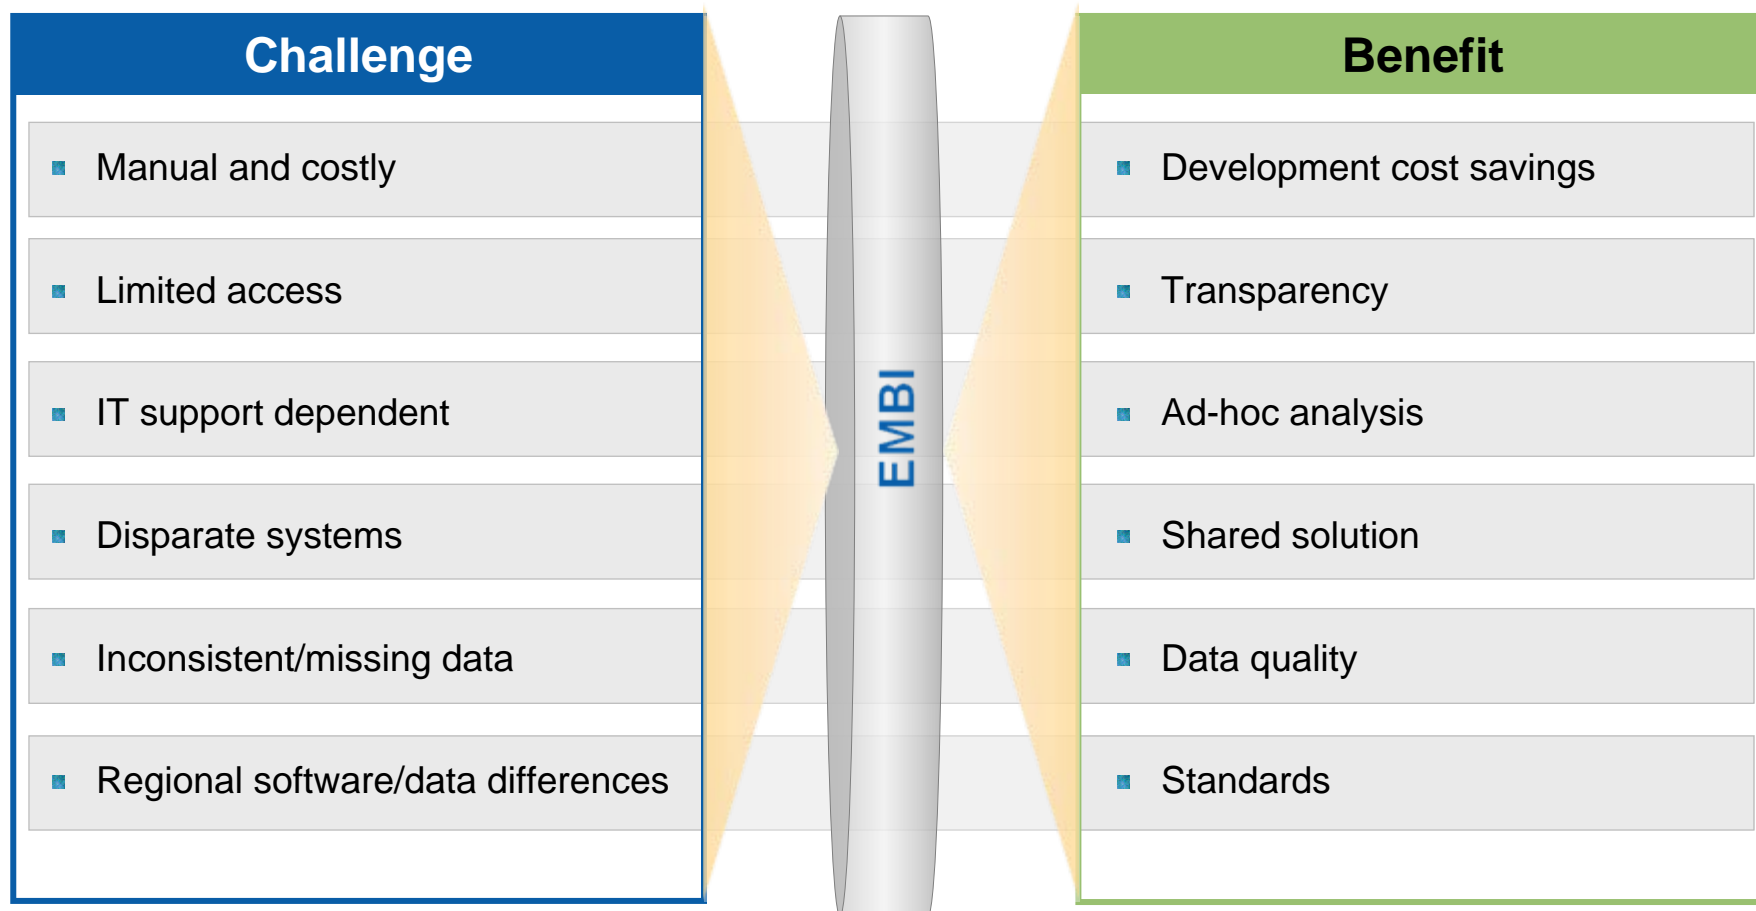 Challenge
Manual and costly
Limited access
IT support dependent
Disparate systems
Inconsistent/missing data
Regional software/data differences
EMBI
Benefit
Development cost savings
Transparency
Ad-hoc analysis
Shared solution
Data quality
Standards